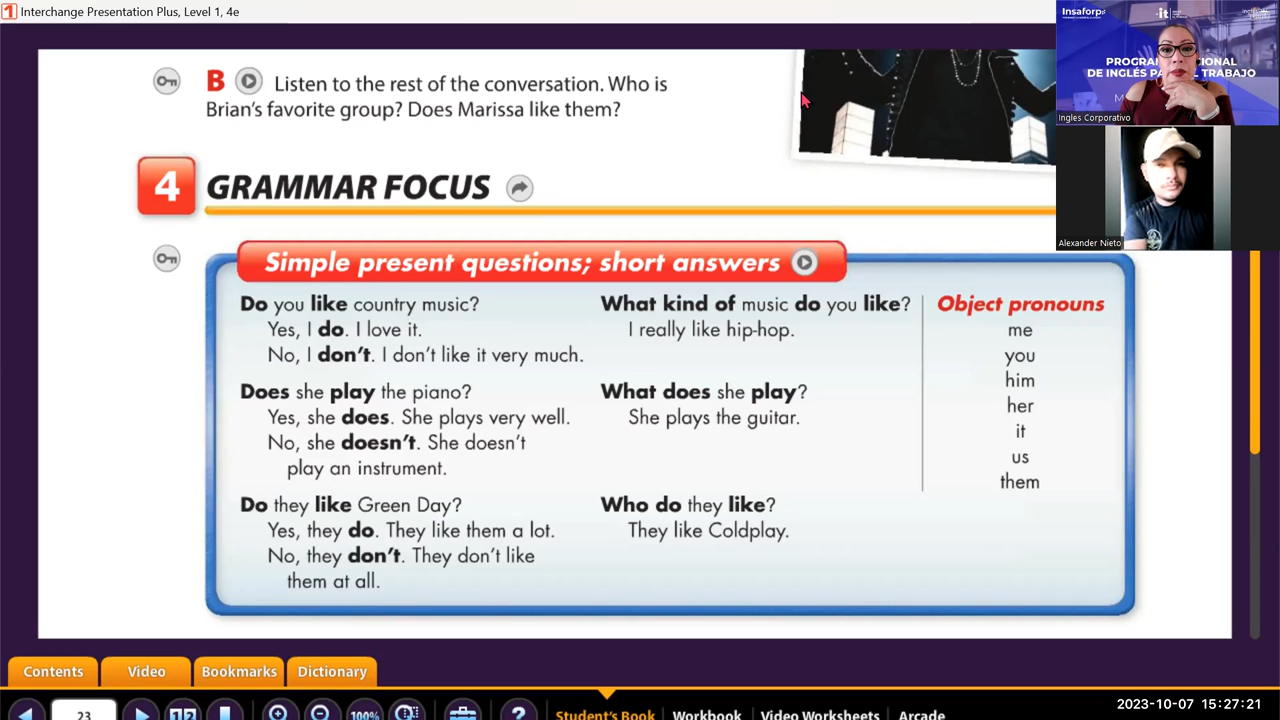 Interchange Presentation Plus, Level 1, 4e
B Listen to the rest of the conversation. Who is
Brian's favorite group? Does Marissa like them?
4 GRAMMAR FOCUS
Simple present questions; short answers
Do you like country music?
Yes, I do. I love it.
No, I don't. I don't like it very much.
Does she play the piano?
Yes, she does. She plays very well.
No, she doesn't. She doesn't
play an instrument.
Do they like Green Day?
Yes, they do. They like them a lot.
No, they don't. They don't like
them at all.
What kind of music do you like?
I really like hip-hop.
What does she play?
She plays the guitar.
Who do they like?
They like Coldplay.
Object pronouns
me
you
him
her
it
us
them
Insaforp
Ingles Corporativo
Alexander Nieto
Contents
Video
Bookmarks
Dictionary
23
100%
?
Student's Book
Workbook
Video Worksheets
Arcade
2023-10-07 15:27:21